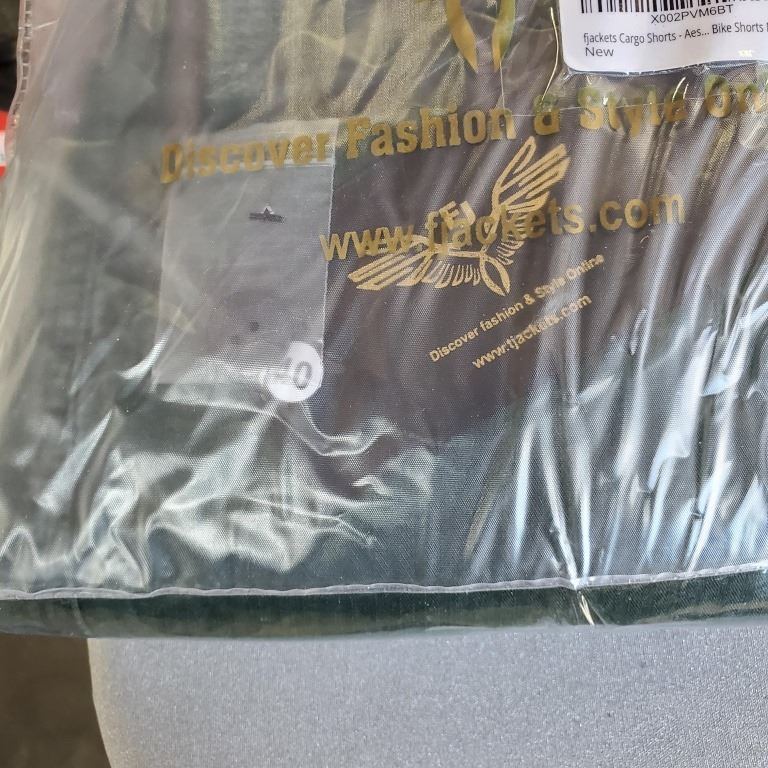 X002PVM6BT
fjackets Cargo Shorts - Aes... Bike Shorts
New
Discover Fashion & Style
www.fjackets.com
FJ
Discover fashion & Style Online
www.fjackets.com
40